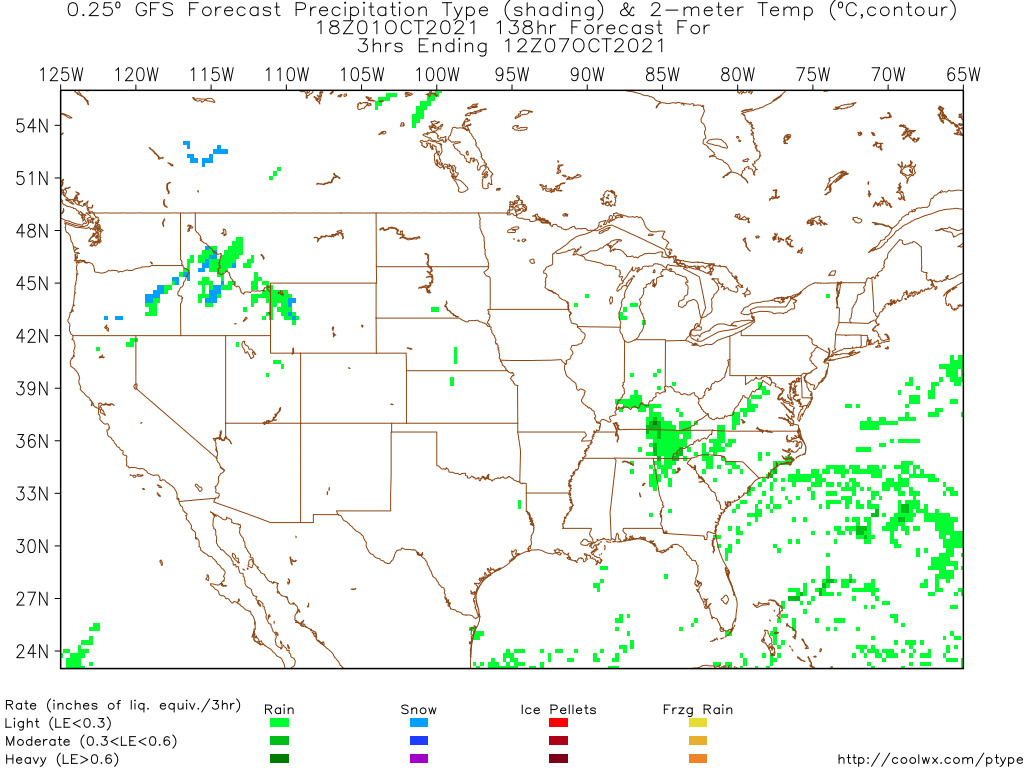 0.25° GFS Forecast Precipitation Type (shading) & 2-meter Temp (°C,contour)
18Z01OCT2021 138hr Forecast For
3hrs Ending 12Z07OCT2021
125W 120W 115W 110W 105W 100W 95W 90W 85W 80W 75W 70W 65W
54N
51N
48N
45N
42N
39N
36N
33N
30N
27N
24N
Rate (inches of liq. equiv./3hr) Rain Snow Ice Pellets Frzg Rain
Light (LE<0.3)
Moderate (0.3<LE<0.6)
Heavy (LE>0.6)
http://coolwx.com/ptype